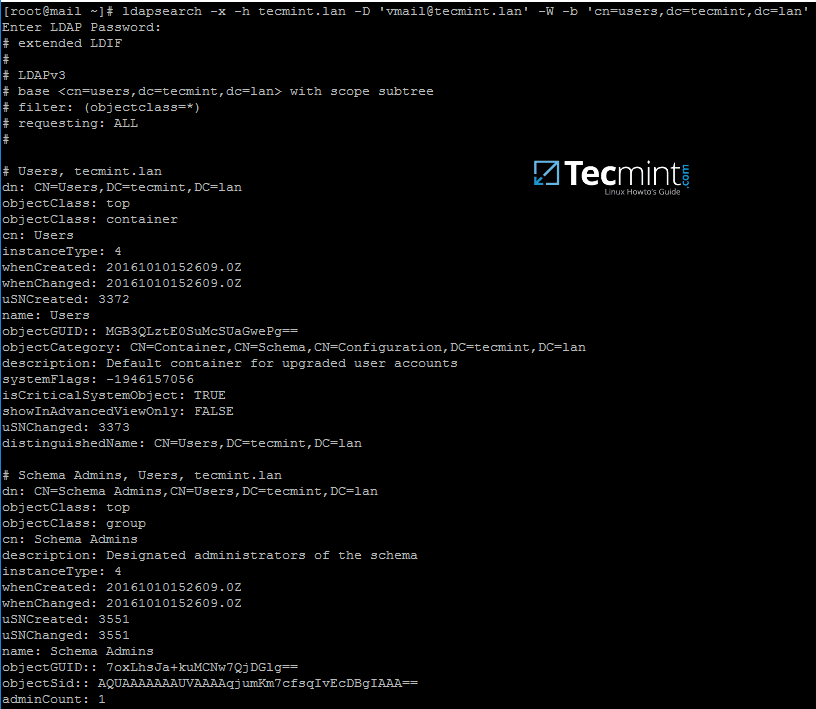 [root@mail ~]# ldapsearch -x -h tecmint.lan -D 'vmail@tecmint.lan' -W -b 'cn=users,dc=tecmint,dc=lan'
Enter LDAP Password:
# extended LDIF
#
# LDAPv3
# base <cn=users,dc=tecmint,dc=lan> with scope subtree
# filter: (objectclass=*)
# requesting: ALL
#
Tecmint.com
Linux Howto's Guide
# Users, tecmint.lan
dn: CN=Users,DC=tecmint,DC=lan
objectClass: top
objectClass: container
cn: Users
instanceType: 4
whenCreated: 20161010152609.0Z
whenChanged: 20161010152609.0Z
uSNCreated: 3372
name: Users
objectGUID:: MGB3QLztE0SuMcSUaGwePg==
objectCategory: CN=Container,CN=Schema,CN=Configuration,DC=tecmint,DC=lan
description: Default container for upgraded user accounts
systemFlags: -1946157056
isCriticalSystemObject: TRUE
showInAdvancedViewOnly: FALSE
uSNChanged: 3373
distinguishedName: CN=Users,DC=tecmint,DC=lan
# Schema Admins, Users, tecmint.lan
dn: CN=Schema Admins,CN=Users,DC=tecmint,DC=lan
objectClass: top
objectClass: group
cn: Schema Admins
description: Designated administrators of the schema
instanceType: 4
whenCreated: 20161010152609.0Z
whenChanged: 20161010152609.0Z
uSNCreated: 3551
uSNChanged: 3551
name: Schema Admins
objectGUID:: 7oxLhsJa+kuMCNw7QjDGlg==
objectSid:: AQUAAAAAAAUVAAAAqjumKm7cfsqIvEcDBgIAAA==
adminCount: 1